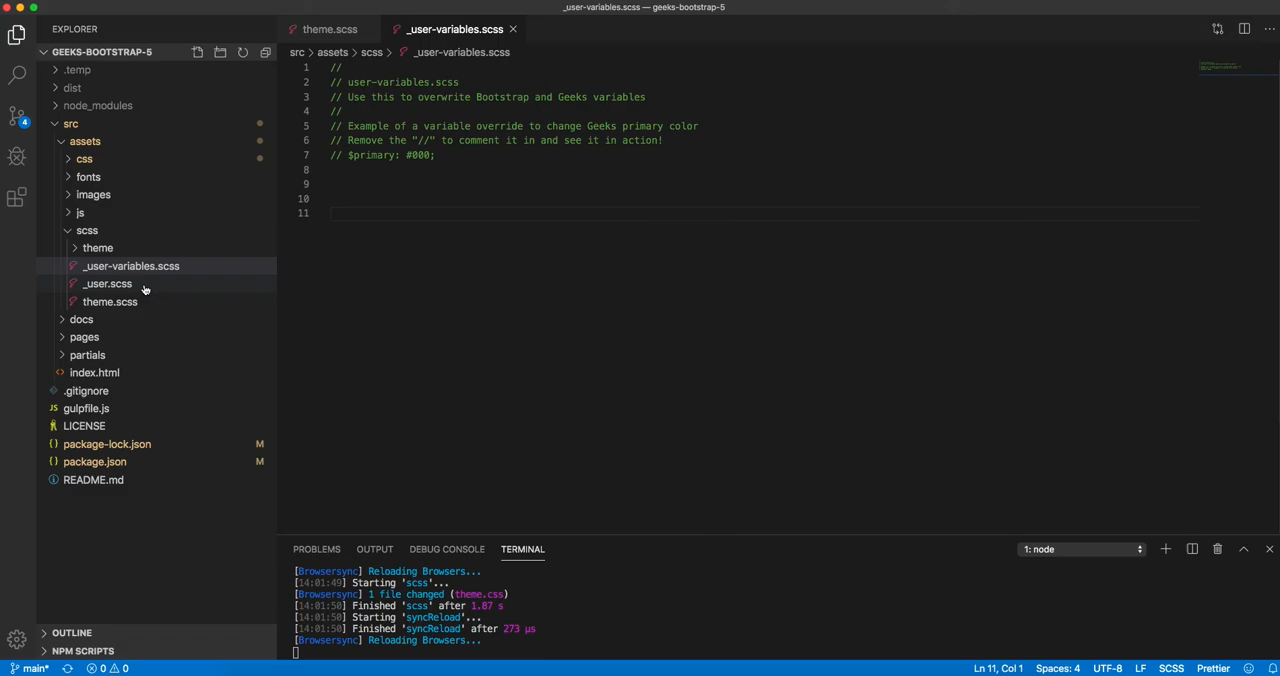 _user-variables.scss — geeks-bootstrap-5
EXPLORER
theme.scss
_user-variables.scss
GEEKS-BOOTSTRAP-5
src > assets > scss > _user-variables.scss
.temp
dist
node_modules
src
assets
css
fonts
images
js
scss
theme
_user-variables.scss
_user.scss
theme.scss
docs
pages
partials
index.html
.gitignore
JS gulpfile.js
LICENSE
{} package-lock.json M
{} package.json M
README.md
OUTLINE
NPM SCRIPTS
4
1 //
2 // user-variables.scss
3 // Use this to overwrite Bootstrap and Geeks variables
4 //
5 // Example of a variable override to change Geeks primary color
6 // Remove the "//" to comment it in and see it in action!
7 // $primary: #000;
8
9
10
11
PROBLEMS OUTPUT DEBUG CONSOLE TERMINAL
1: node
[Browsersync] Reloading Browsers...
[14:01:49] Starting 'scss'...
[Browsersync] 1 file changed (theme.css)
[14:01:50] Finished 'scss' after 1.87 s
[14:01:50] Starting 'syncReload'...
[14:01:50] Finished 'syncReload' after 273 μs
[Browsersync] Reloading Browsers...
main* 0 0
Ln 11, Col 1 Spaces: 4 UTF-8 LF SCSS Prettier